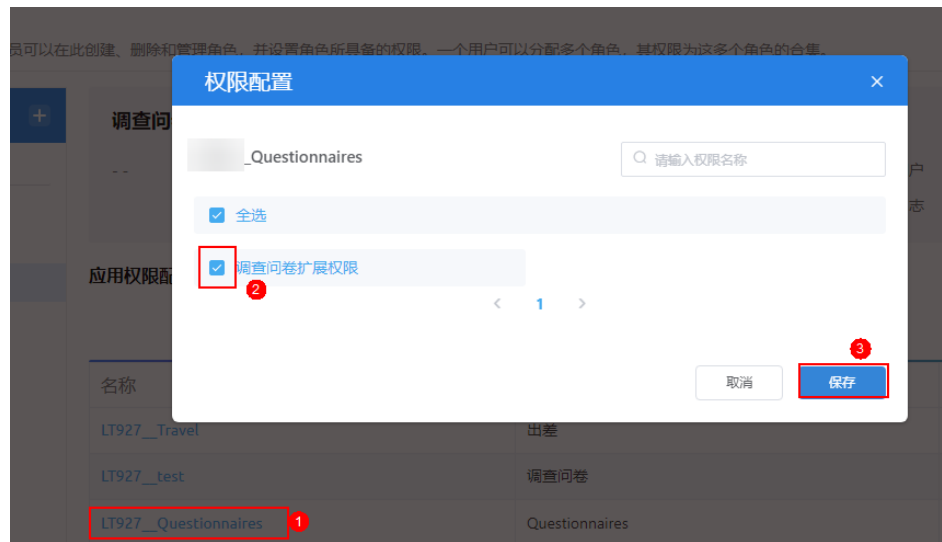 员可以在此创建、删除和管理角色，并设置角色所具备的权限。一个用户可以分配多个角色，其权限为这多个角色的合集。
权限配置
调查问
_Questionnaires
请输入权限名称
- -
户
全选
志
调查问卷扩展权限
应用权限配
2
1
3
名称
取消
保存
LT927__Travel
出差
LT927__test
调查问卷
LT927__Questionnaires
1
Questionnaires